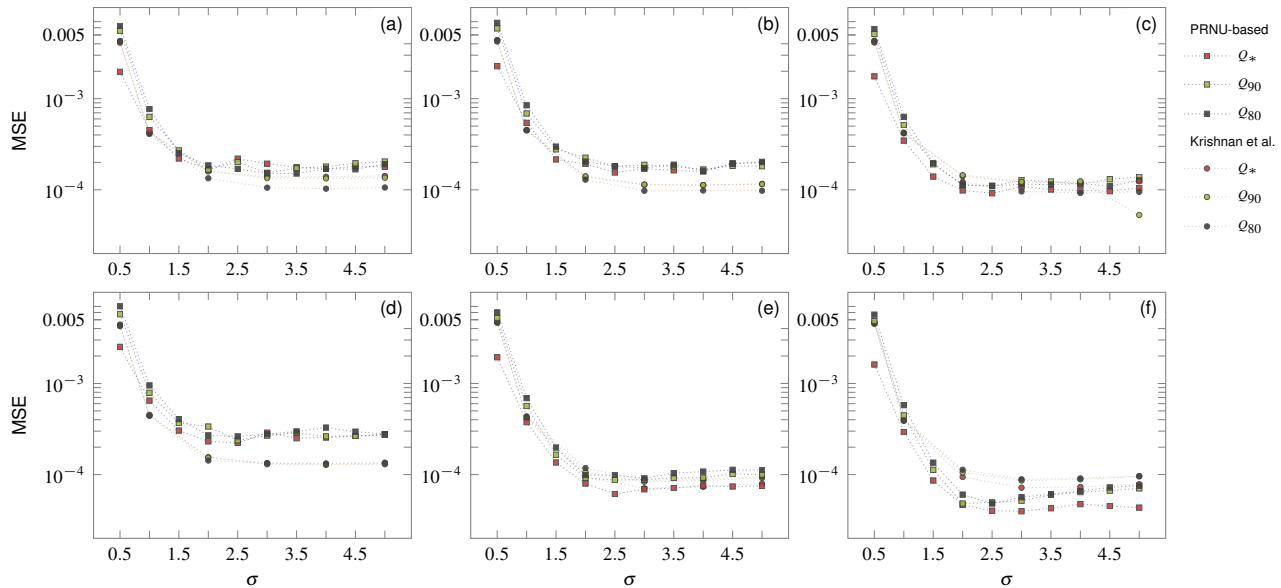 (a) (b) (c)
PRNU-based
Q*
Q90
Q80
Krishnan et al.
Q*
Q90
Q80
MSE
0.005 0.005 0.005
10⁻³ 10⁻³ 10⁻³
10⁻⁴ 10⁻⁴ 10⁻⁴
0.5 1.5 2.5 3.5 4.5 0.5 1.5 2.5 3.5 4.5 0.5 1.5 2.5 3.5 4.5
(d) (e) (f)
MSE
0.005 0.005 0.005
10⁻³ 10⁻³ 10⁻³
10⁻⁴ 10⁻⁴ 10⁻⁴
0.5 1.5 2.5 3.5 4.5 0.5 1.5 2.5 3.5 4.5 0.5 1.5 2.5 3.5 4.5
σ σ σ